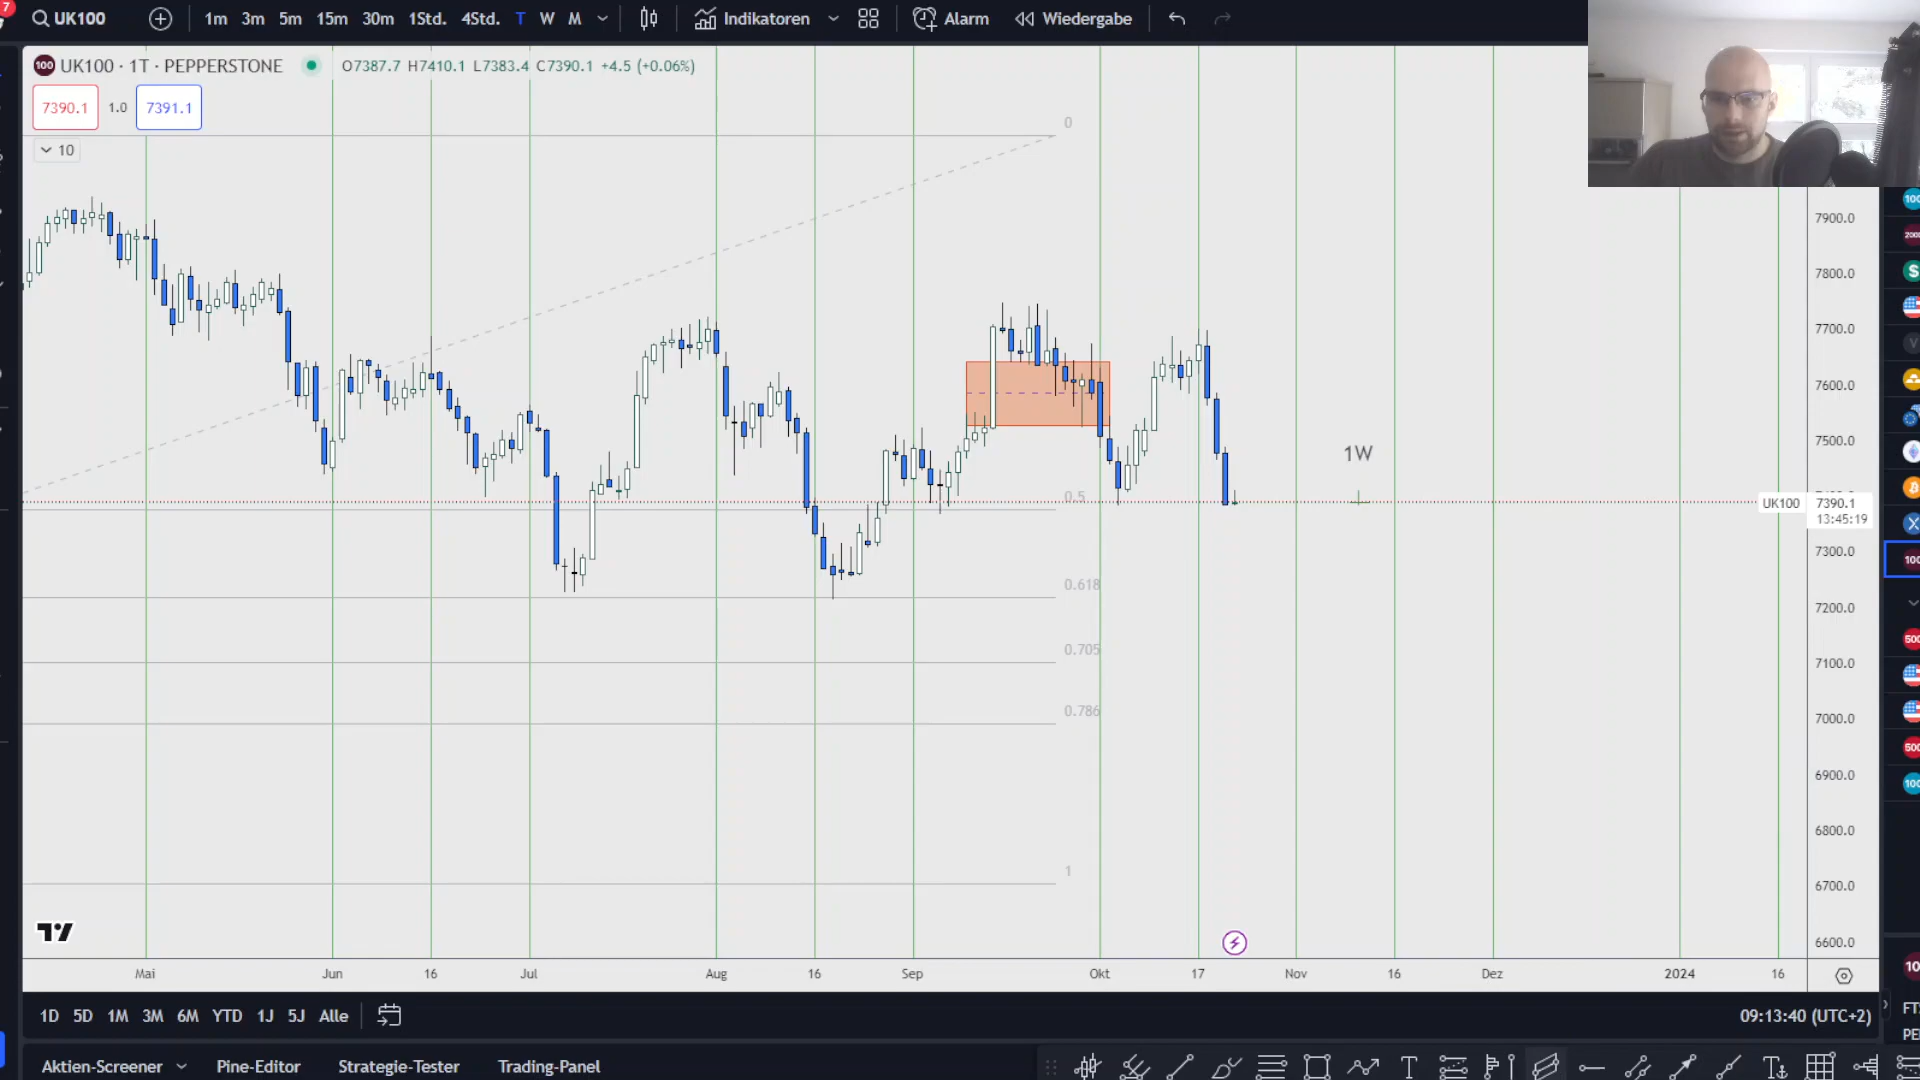 7
UK100
1m 3m 5m 15m 30m 1Std. 4Std. T W M
Indikatoren
Alarm
Wiedergabe
100 UK100 · 1T · PEPPERSTONE
O7387.7 H7410.1 L7383.4 C7390.1 +4.5 (+0.06%)
7390.1 1.0 7391.1
10
0
0.5
0.618
0.705
0.786
1
1W
7900.0
7800.0
7700.0
7600.0
7500.0
UK100 7390.1
13:45:19
7300.0
7200.0
7100.0
7000.0
6900.0
6800.0
6700.0
6600.0
Mai Jun 16 Jul Aug 16 Sep Okt 17 Nov 16 Dez 2024 16
1D 5D 1M 3M 6M YTD 1J 5J Alle
09:13:40 (UTC+2)
Aktien-Screener Pine-Editor Strategie-Tester Trading-Panel